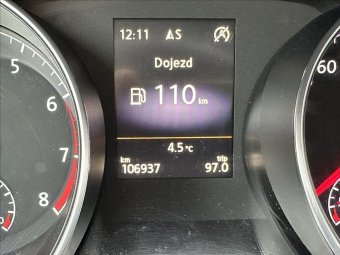 12:11 AS
Dojezd
110 km
4.5 °C
km trip
106937 97.0
5
6
7
8
60